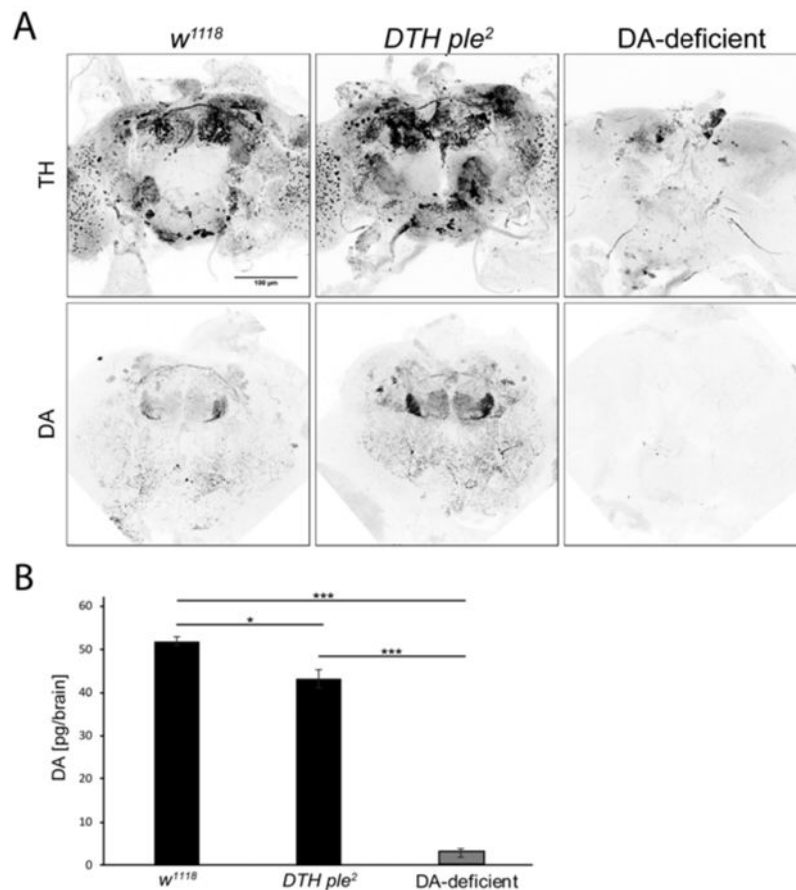 A
w¹¹¹⁸ DTH ple² DA-deficient
TH
100 µm
DA
B
***
*
***
DA [pg/brain]
60
50
40
30
20
10
0
w¹¹¹⁸ DTH ple² DA-deficient